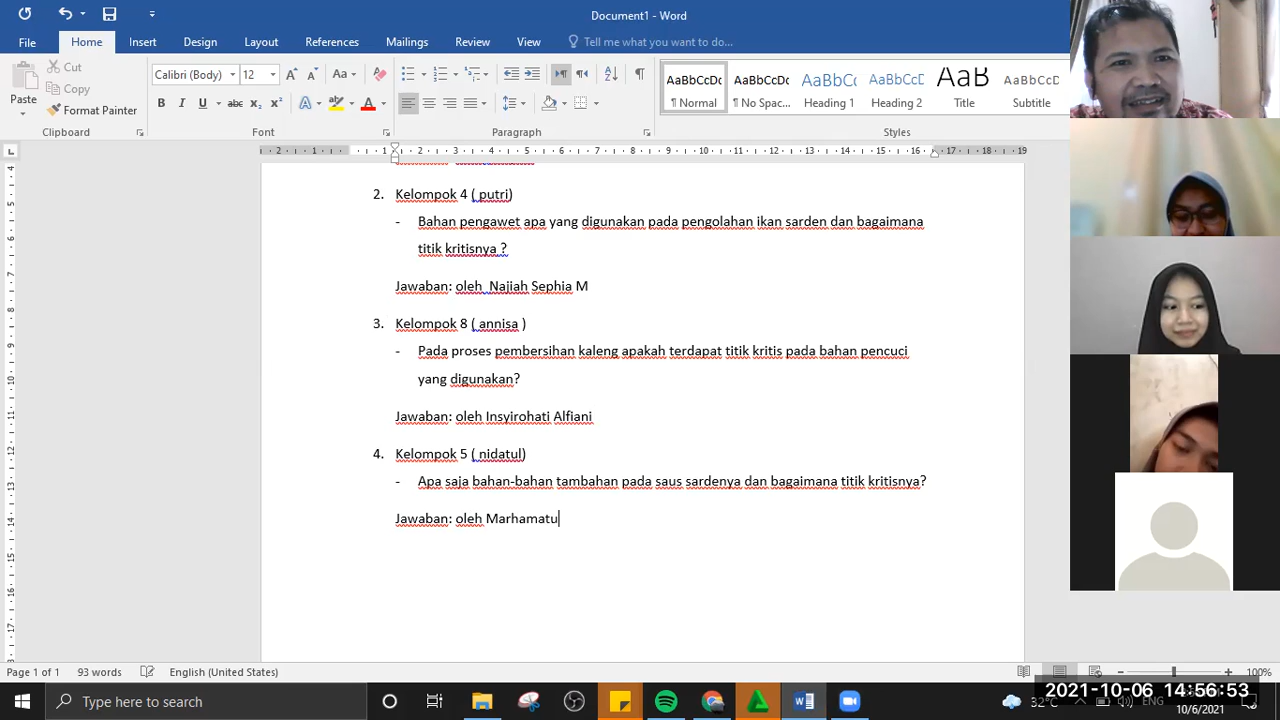 Document1 - Word
File Home Insert Design Layout References Mailings Review View Tell me what you want to do...
Cut
Copy
Paste
Format Painter
Clipboard
Calibri (Body) 12
Font
Paragraph
AaBbCcDc AaBbCcDc AaBbCc AaBbCcD AaB AaBbCcD
¶ Normal ¶ No Spac... Heading 1 Heading 2 Title Subtitle
Styles
2. Kelompok 4 ( putri)
- Bahan pengawet apa yang digunakan pada pengolahan ikan sarden dan bagaimana
titik kritisnya ?
Jawaban: oleh Najiah Sephia M
3. Kelompok 8 ( annisa )
- Pada proses pembersihan kaleng apakah terdapat titik kritis pada bahan pencuci
yang digunakan?
Jawaban: oleh Insyirohati Alfiani
4. Kelompok 5 ( nidatul)
- Apa saja bahan-bahan tambahan pada saus sardenya dan bagaimana titik kritisnya?
Jawaban: oleh Marhamatu
Page 1 of 1 93 words English (United States) 100%
Type here to search
32°C ENG
2021-10-06 14:56:53
10/6/2021